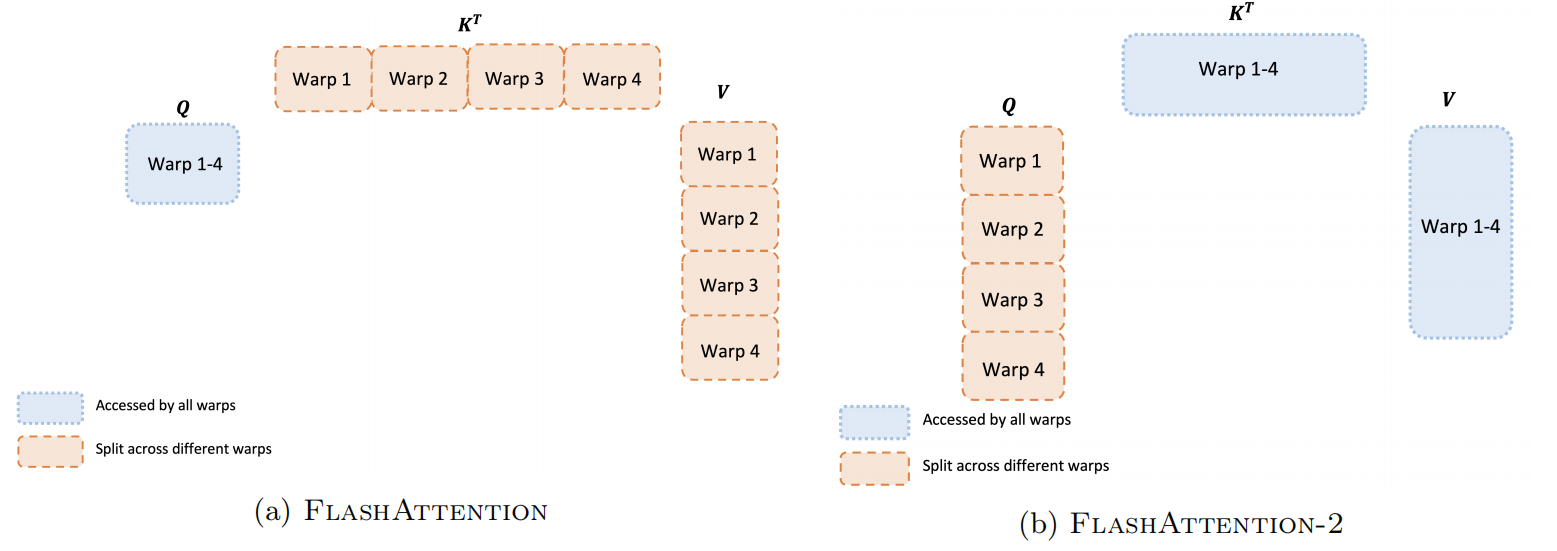 K^T
Warp 1 Warp 2 Warp 3 Warp 4
Q
Warp 1-4
V
Warp 1
Warp 2
Warp 3
Warp 4
Accessed by all warps
Split across different warps
(a) FLASHATTENTION
K^T
Warp 1-4
Q
Warp 1
Warp 2
Warp 3
Warp 4
V
Warp 1-4
Accessed by all warps
Split across different warps
(b) FLASHATTENTION-2